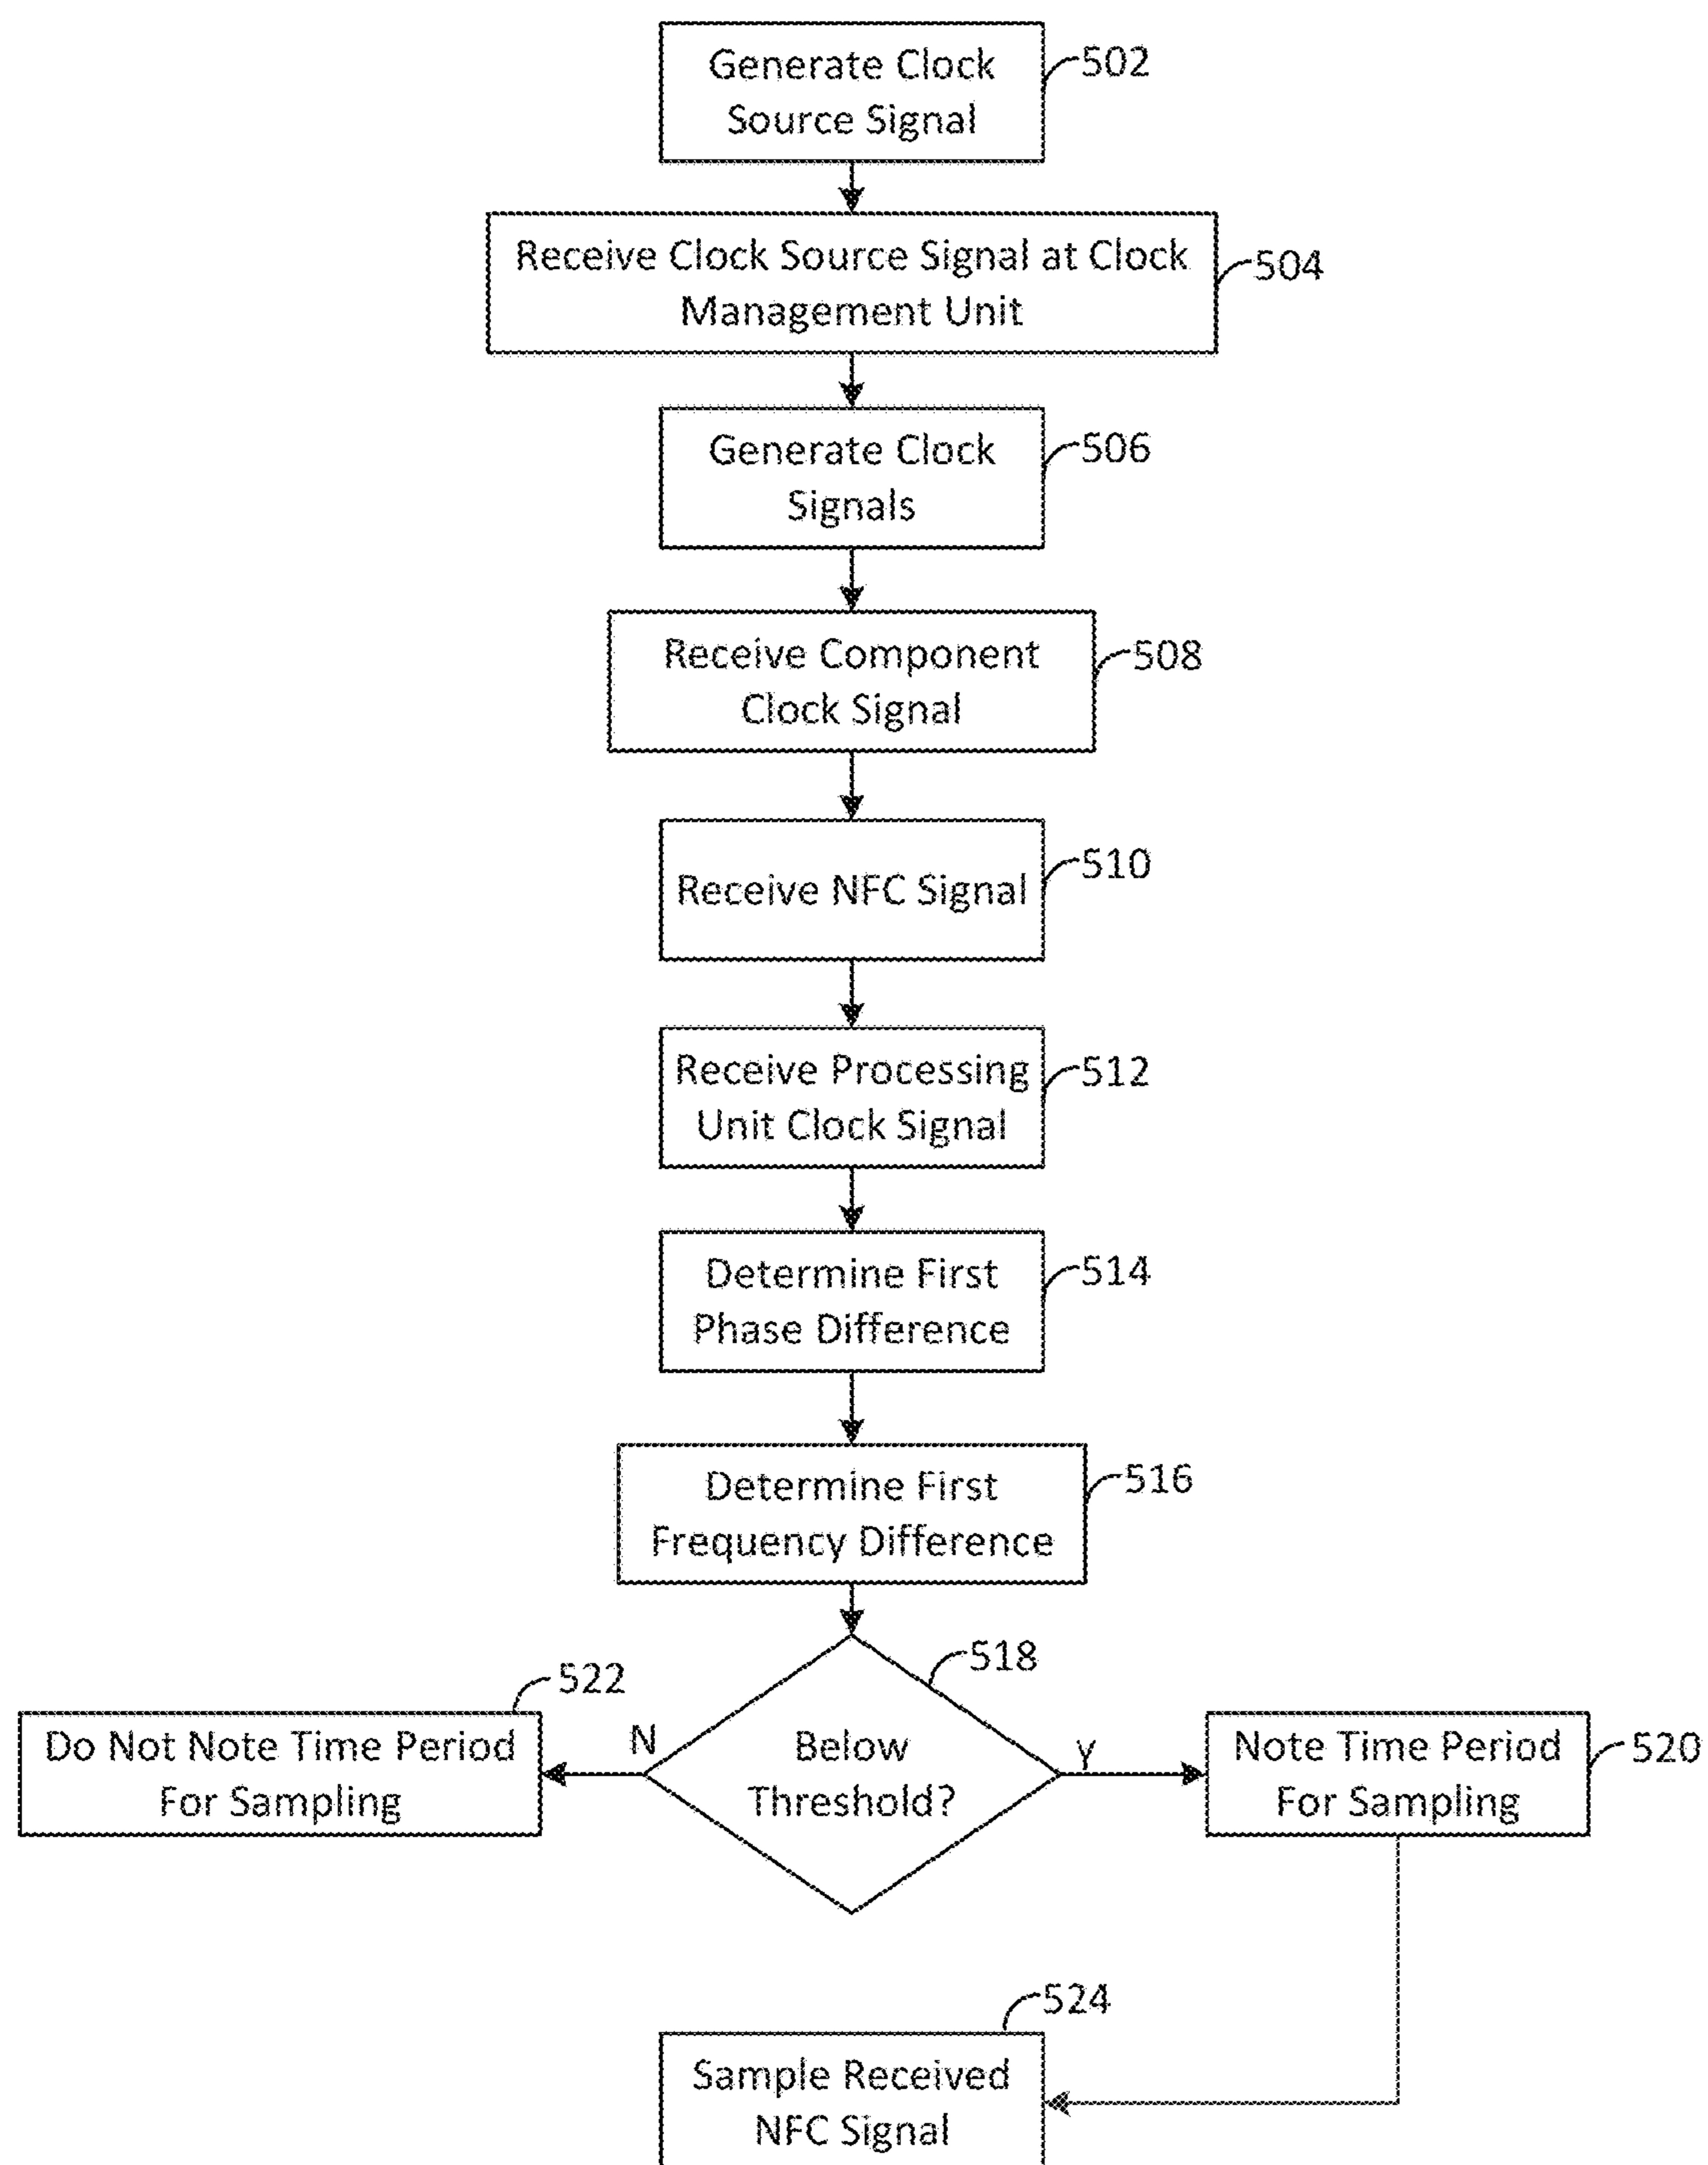 Generate Clock
Source Signal
502
Receive Clock Source Signal at Clock
Management Unit
504
Generate Clock
Signals
506
Receive Component
Clock Signal
508
Receive NFC Signal
510
Receive Processing
Unit Clock Signal
512
Determine First
Phase Difference
514
Determine First
Frequency Difference
516
518
Below
Threshold?
N
Y
522
Do Not Note Time Period
For Sampling
Note Time Period
For Sampling
520
524
Sample Received
NFC Signal